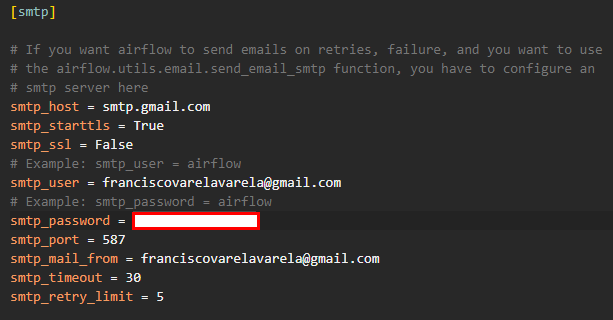 [smtp]
# If you want airflow to send emails on retries, failure, and you want to use
# the airflow.utils.email.send_email_smtp function, you have to configure an
# smtp server here
smtp_host = smtp.gmail.com
smtp_starttls = True
smtp_ssl = False
# Example: smtp_user = airflow
smtp_user = franciscovarelavarela@gmail.com
# Example: smtp_password = airflow
smtp_password =
smtp_port = 587
smtp_mail_from = franciscovarelavarela@gmail.com
smtp_timeout = 30
smtp_retry_limit = 5